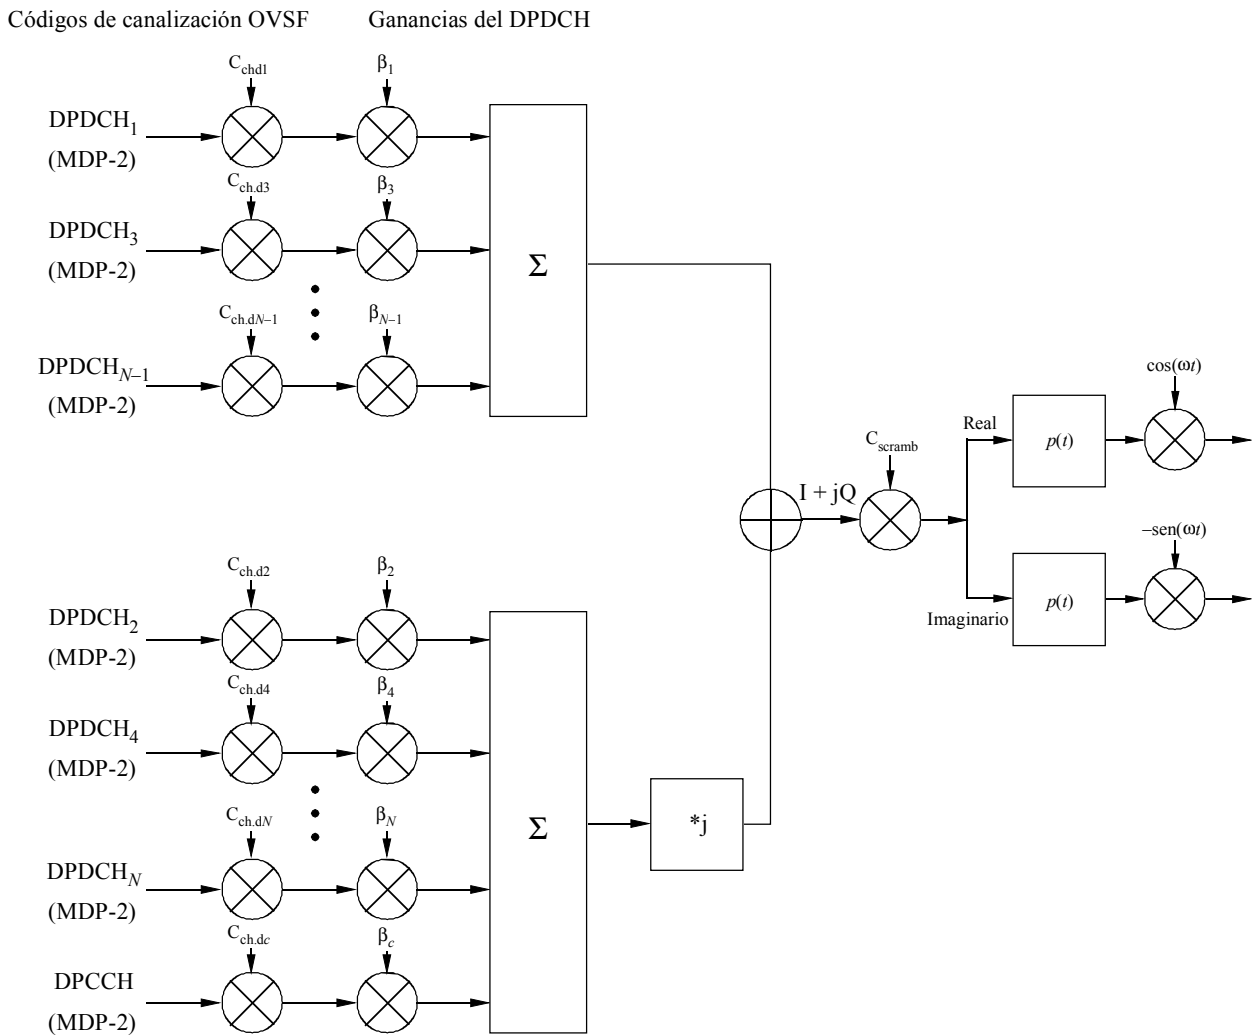 Códigos de canalización OVSF
Ganancias del DPDCH
C_chd1
β_1
DPDCH_1
(MDP-2)
C_ch.d3
β_3
DPDCH_3
(MDP-2)
C_ch.dN–1
β_N–1
DPDCH_N–1
(MDP-2)
Σ
C_ch.d2
β_2
DPDCH_2
(MDP-2)
C_ch.d4
β_4
DPDCH_4
(MDP-2)
C_ch.dN
β_N
DPDCH_N
(MDP-2)
C_ch.dc
β_c
DPCCH
(MDP-2)
Σ
*j
I + jQ
C_scramb
Real
Imaginario
p(t)
cos(ωt)
p(t)
–sen(ωt)